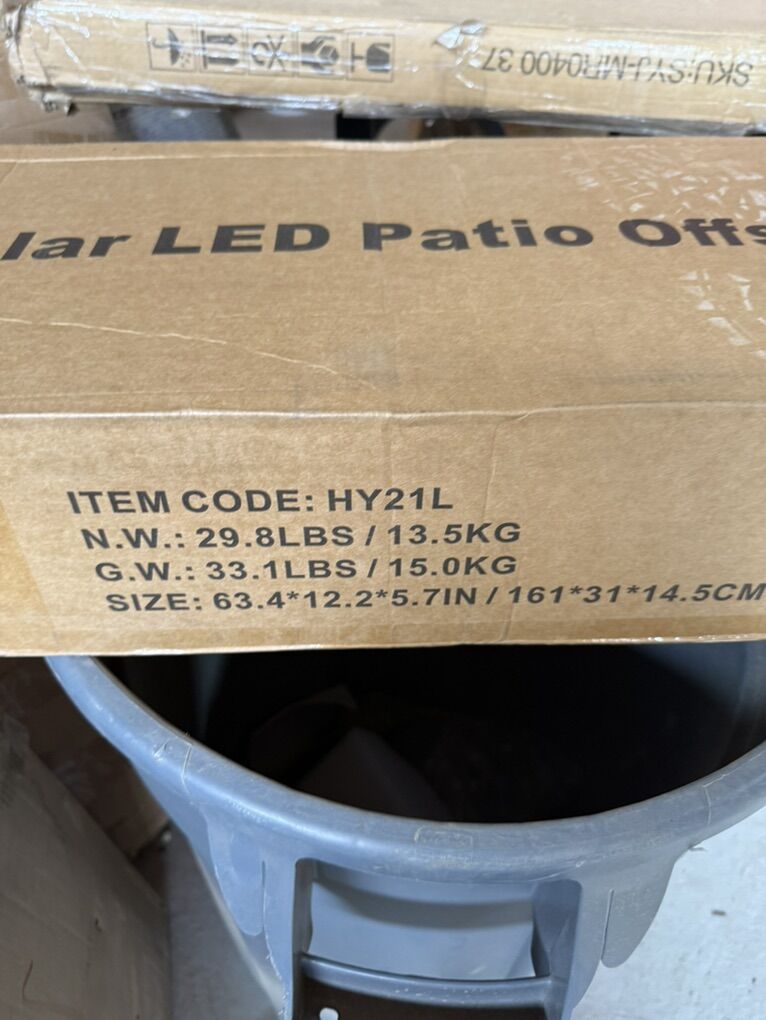 SKU:SYJ-MR0400 37
lar LED Patio Offs
ITEM CODE: HY21L
N.W.: 29.8LBS / 13.5KG
G.W.: 33.1LBS / 15.0KG
SIZE: 63.4*12.2*5.7IN / 161*31*14.5CM